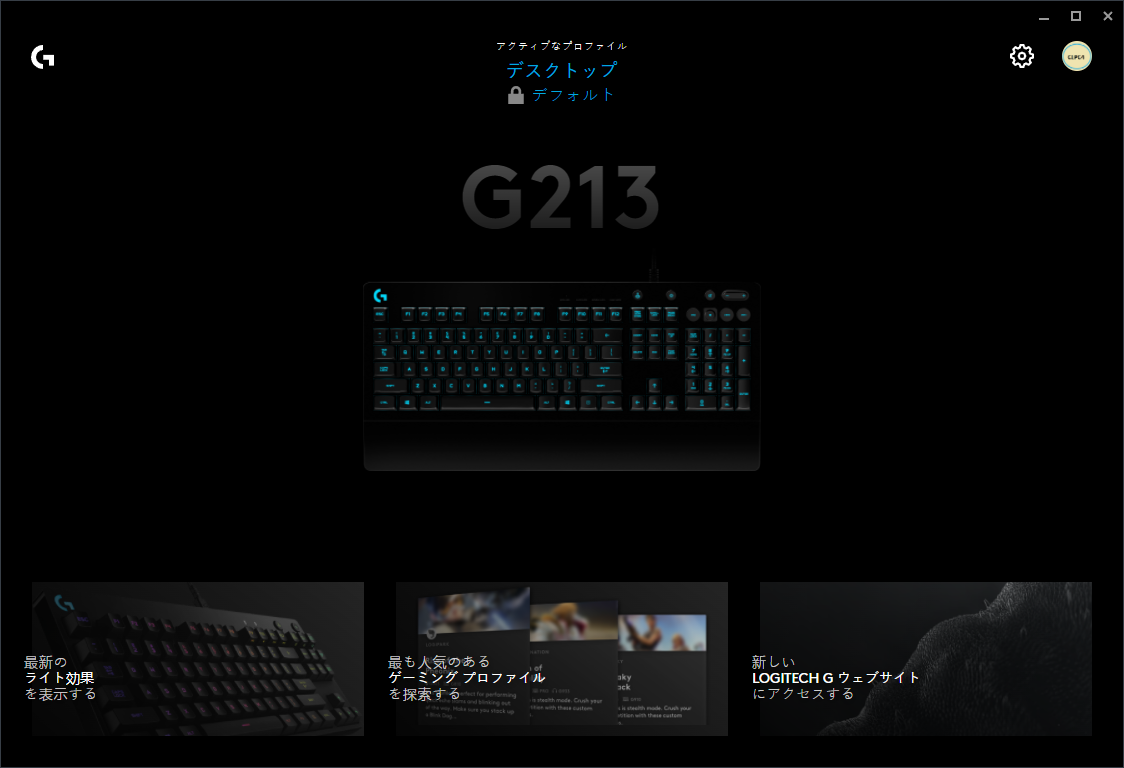 アクティブなプロファイル
デスクトップ
デフォルト
G213
最新の
ライト効果
を表示する
最も人気のある
ゲーミング プロファイル
を探索する
新しい
LOGITECH G ウェブサイト
にアクセスする